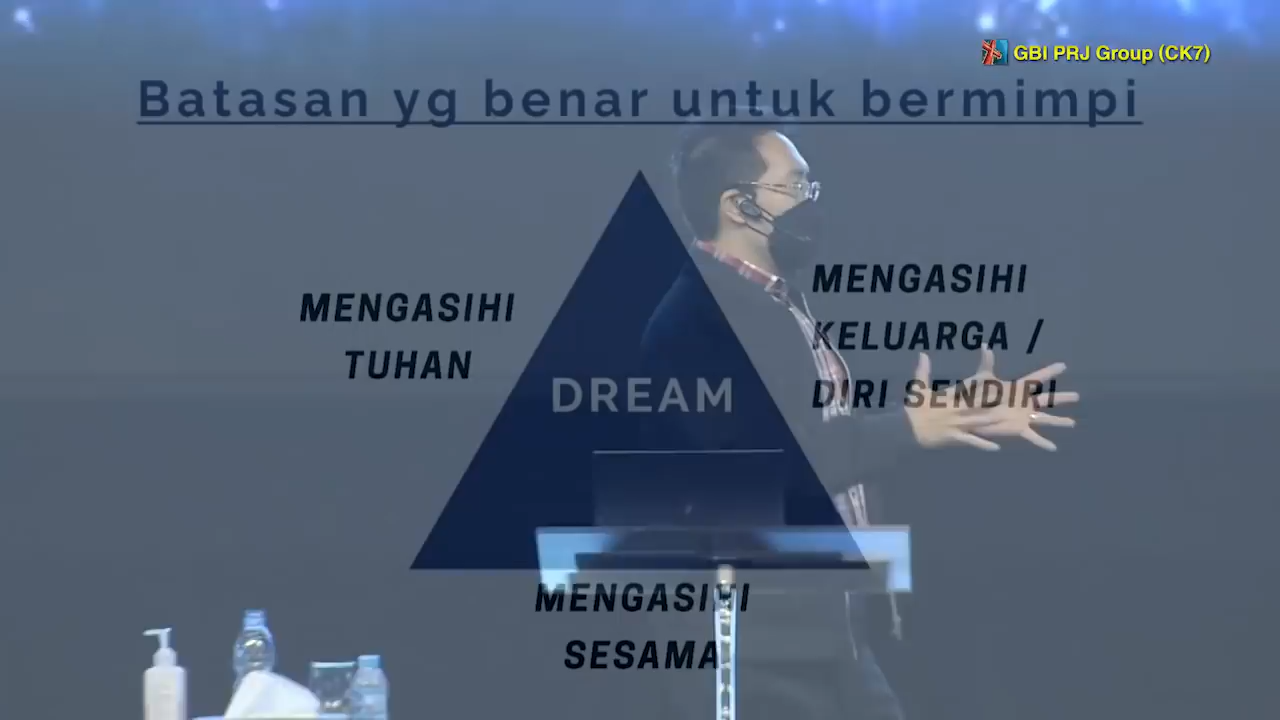 GBI PRJ Group (CK7)
Batasan yg benar untuk bermimpi
MENGASIHI
TUHAN
MENGASIHI
KELUARGA /
DIRI SENDIRI
DREAM
MENGASIHI
SESAMA